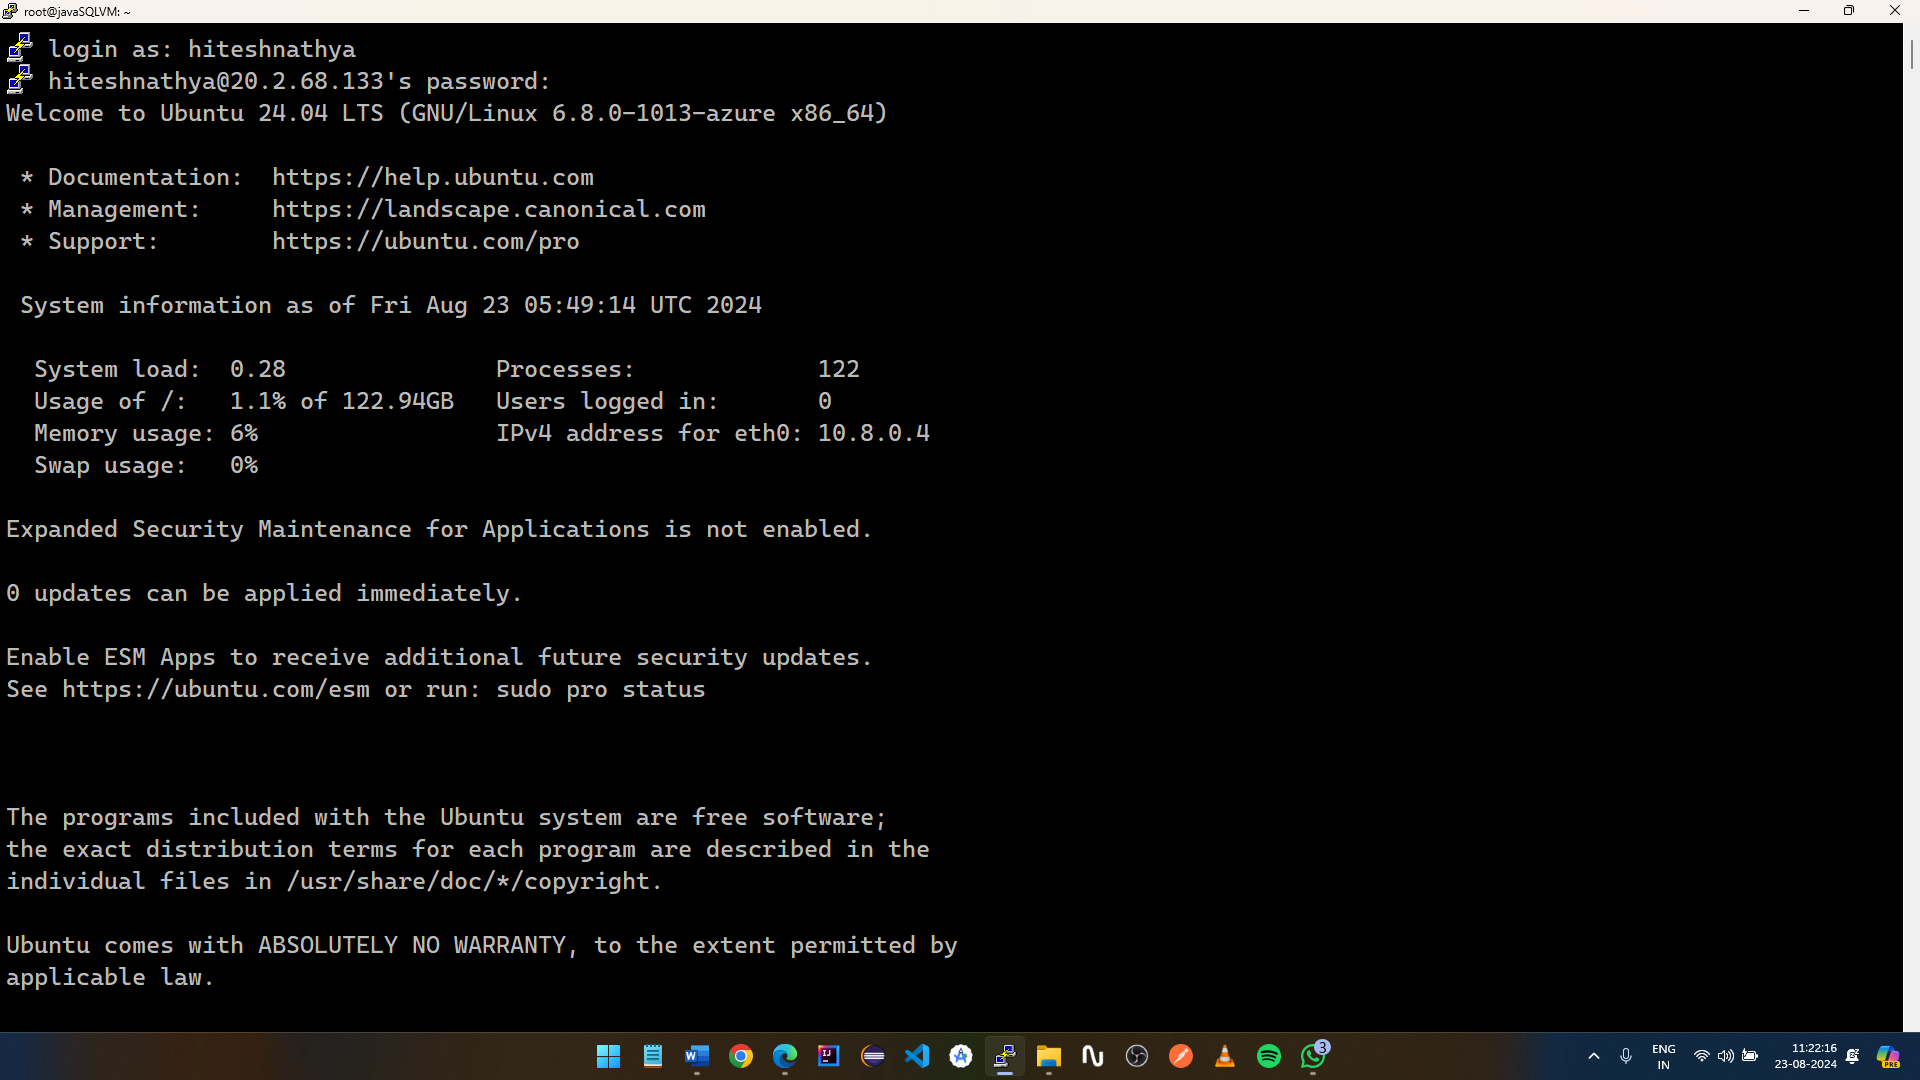 root@javaSQLVM: ~
login as: hiteshnathya
hiteshnathya@20.2.68.133's password:
Welcome to Ubuntu 24.04 LTS (GNU/Linux 6.8.0-1013-azure x86_64)
* Documentation:  https://help.ubuntu.com
* Management:     https://landscape.canonical.com
* Support:        https://ubuntu.com/pro
System information as of Fri Aug 23 05:49:14 UTC 2024
System load:  0.28               Processes:             122
Usage of /:   1.1% of 122.94GB   Users logged in:       0
Memory usage: 6%                 IPv4 address for eth0: 10.8.0.4
Swap usage:   0%
Expanded Security Maintenance for Applications is not enabled.
0 updates can be applied immediately.
Enable ESM Apps to receive additional future security updates.
See https://ubuntu.com/esm or run: sudo pro status
The programs included with the Ubuntu system are free software;
the exact distribution terms for each program are described in the
individual files in /usr/share/doc/*/copyright.
Ubuntu comes with ABSOLUTELY NO WARRANTY, to the extent permitted by
applicable law.
3
ENG
IN
11:22:16
23-08-2024
PRE